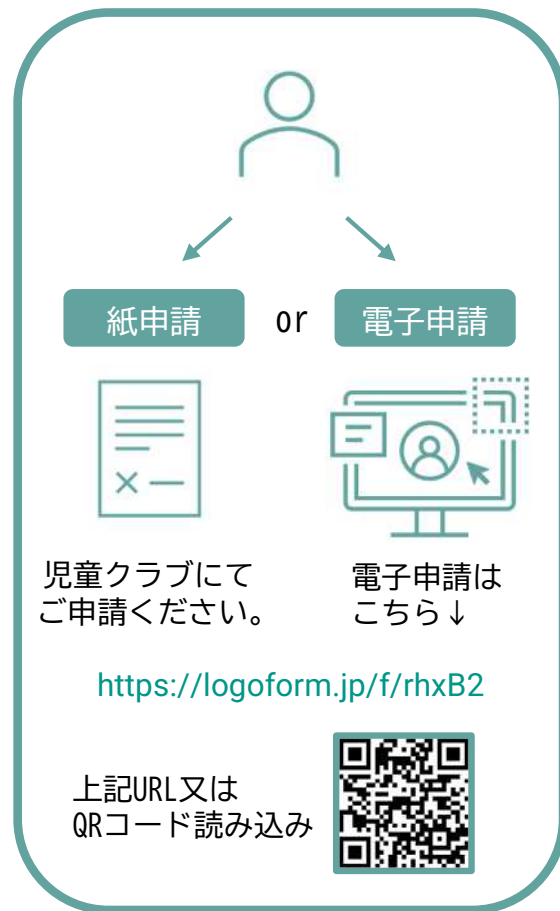 紙申請 or 電子申請
児童クラブにて
ご申請ください。
電子申請は
こちら↓
https://logoform.jp/f/rhxB2
上記URL又は
QRコード読み込み